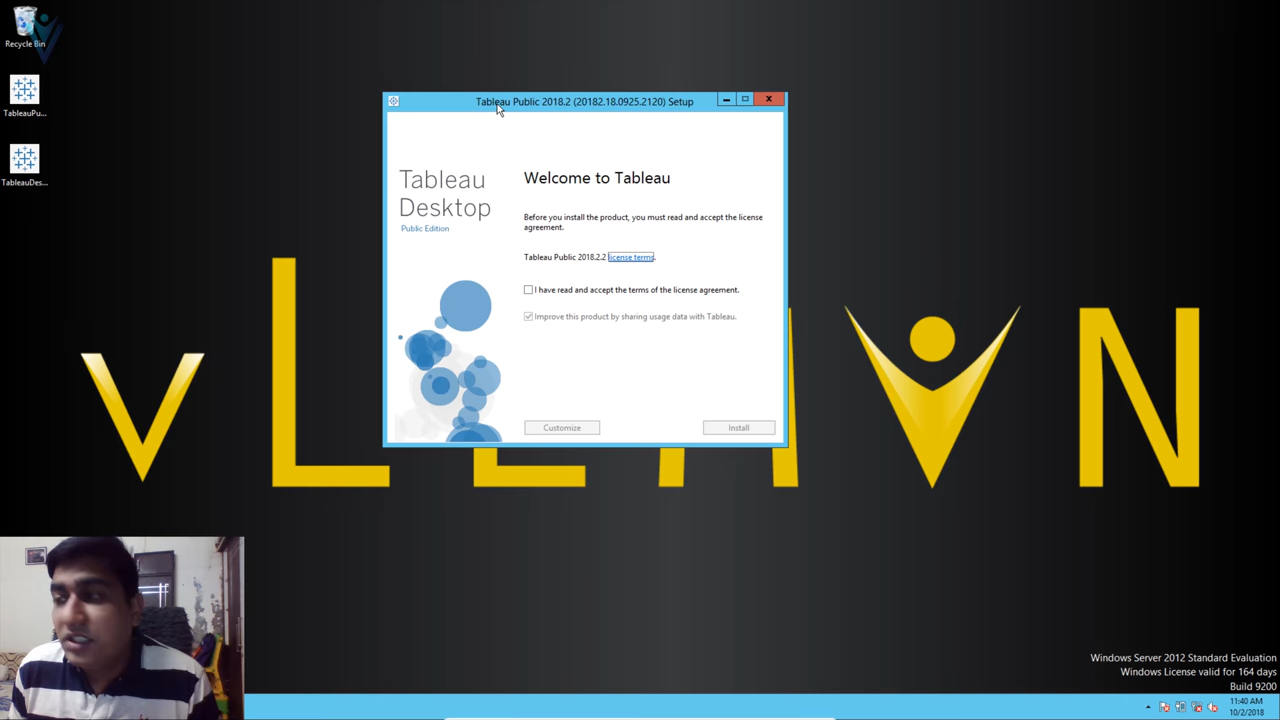 Recycle Bin
TableauPu...
TableauDes...
Tableau Public 2018.2 (20182.18.0925.2120) Setup
Tableau
Desktop
Public Edition
Welcome to Tableau
Before you install the product, you must read and accept the license
agreement.
Tableau Public 2018.2.2 license terms.
I have read and accept the terms of the license agreement.
Improve this product by sharing usage data with Tableau.
Customize
Install
Windows Server 2012 Standard Evaluation
Windows License valid for 164 days
Build 9200
11:40 AM
10/2/2018